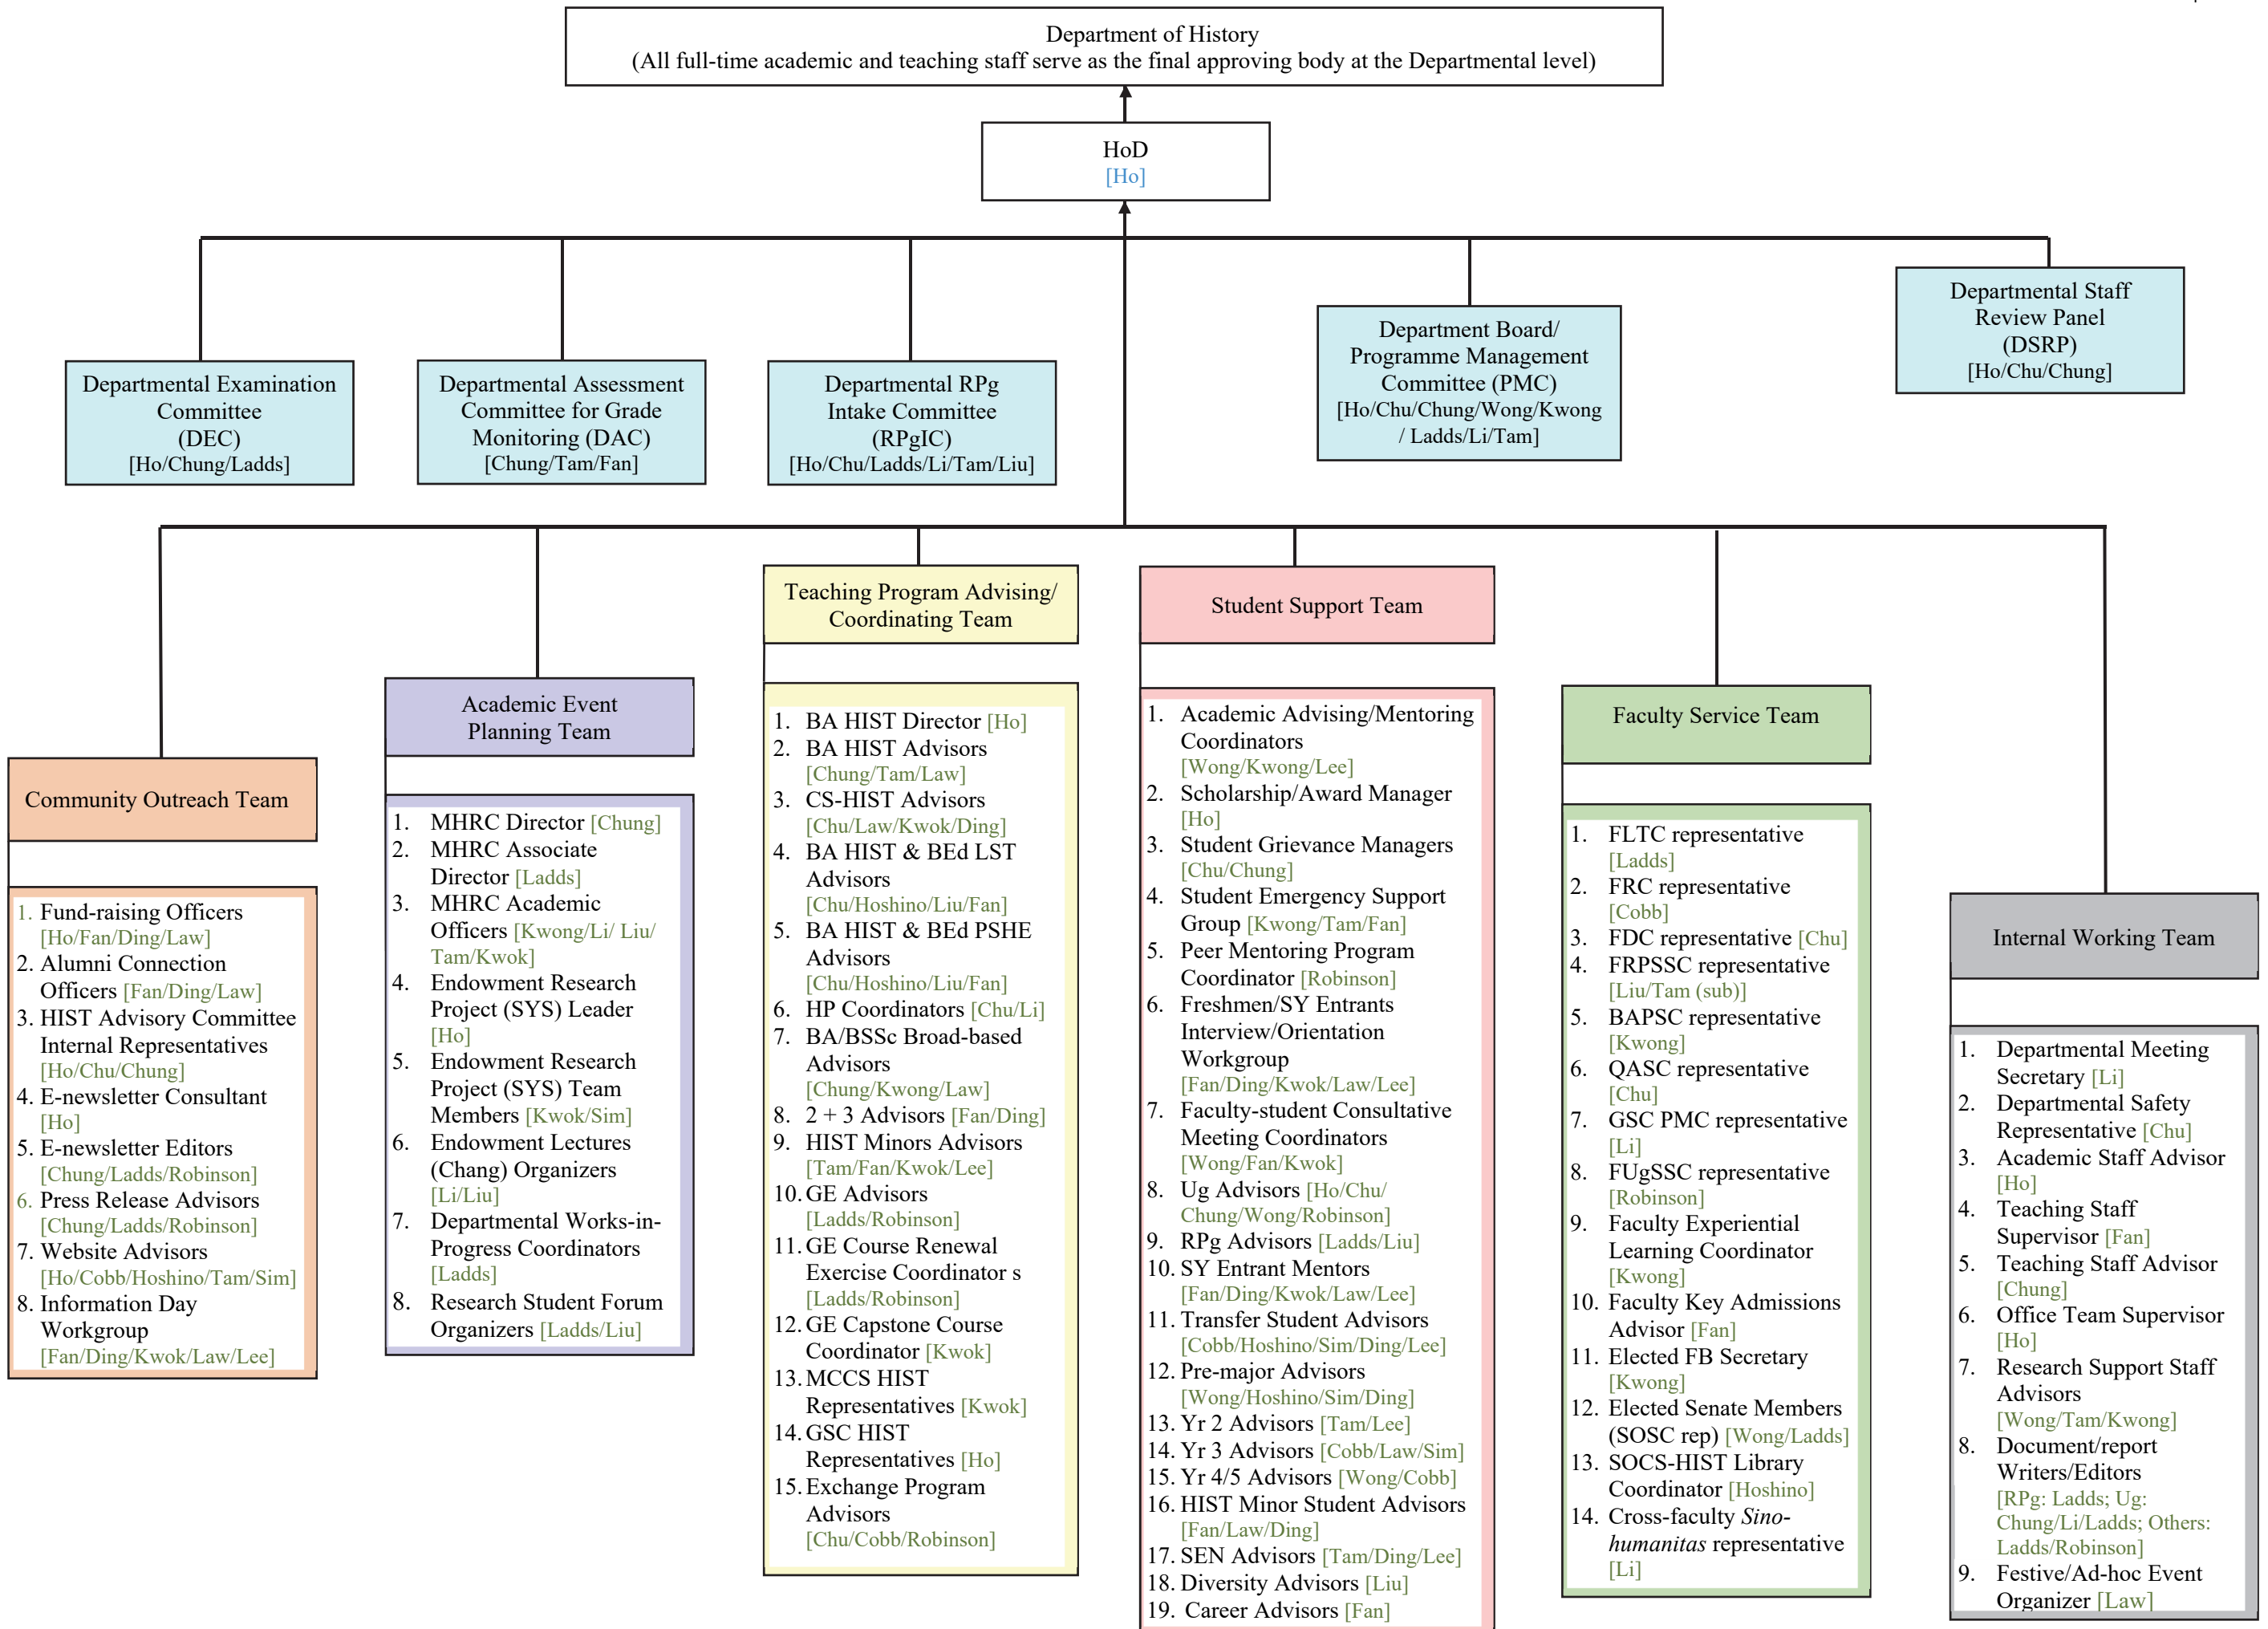 Department of History
(All full-time academic and teaching staff serve as the final approving body at the Departmental level)
HoD
[Ho]
Departmental Examination
Committee
(DEC)
[Ho/Chung/Ladds]
Departmental Assessment
Committee for Grade
Monitoring (DAC)
[Chung/Tam/Fan]
Departmental RPg
Intake Committee
(RPgIC)
[Ho/Chu/Ladds/Li/Tam/Liu]
Department Board/
Programme Management
Committee (PMC)
[Ho/Chu/Chung/Wong/Kwong
/ Ladds/Li/Tam]
Departmental Staff
Review Panel
(DSRP)
[Ho/Chu/Chung]
Community Outreach Team
1. Fund-raising Officers
[Ho/Fan/Ding/Law]
2. Alumni Connection
Officers [Fan/Ding/Law]
3. HIST Advisory Committee
Internal Representatives
[Ho/Chu/Chung]
4. E-newsletter Consultant
[Ho]
5. E-newsletter Editors
[Chung/Ladds/Robinson]
6. Press Release Advisors
[Chung/Ladds/Robinson]
7. Website Advisors
[Ho/Cobb/Hoshino/Tam/Sim]
8. Information Day
Workgroup
[Fan/Ding/Kwok/Law/Lee]
Academic Event
Planning Team
1. MHRC Director [Chung]
2. MHRC Associate
Director [Ladds]
3. MHRC Academic
Officers [Kwong/Li/ Liu/
Tam/Kwok]
4. Endowment Research
Project (SYS) Leader
[Ho]
5. Endowment Research
Project (SYS) Team
Members [Kwok/Sim]
6. Endowment Lectures
(Chang) Organizers
[Li/Liu]
7. Departmental Works-in-
Progress Coordinators
[Ladds]
8. Research Student Forum
Organizers [Ladds/Liu]
Teaching Program Advising/
Coordinating Team
1. BA HIST Director [Ho]
2. BA HIST Advisors
[Chung/Tam/Law]
3. CS-HIST Advisors
[Chu/Law/Kwok/Ding]
4. BA HIST & BEd LST
Advisors
[Chu/Hoshino/Liu/Fan]
5. BA HIST & BEd PSHE
Advisors
[Chu/Hoshino/Liu/Fan]
6. HP Coordinators [Chu/Li]
7. BA/BSSc Broad-based
Advisors
[Chung/Kwong/Law]
8. 2 + 3 Advisors [Fan/Ding]
9. HIST Minors Advisors
[Tam/Fan/Kwok/Lee]
10. GE Advisors
[Ladds/Robinson]
11. GE Course Renewal
Exercise Coordinator s
[Ladds/Robinson]
12. GE Capstone Course
Coordinator [Kwok]
13. MCCS HIST
Representatives [Kwok]
14. GSC HIST
Representatives [Ho]
15. Exchange Program
Advisors
[Chu/Cobb/Robinson]
Student Support Team
1. Academic Advising/Mentoring
Coordinators
[Wong/Kwong/Lee]
2. Scholarship/Award Manager
[Ho]
3. Student Grievance Managers
[Chu/Chung]
4. Student Emergency Support
Group [Kwong/Tam/Fan]
5. Peer Mentoring Program
Coordinator [Robinson]
6. Freshmen/SY Entrants
Interview/Orientation
Workgroup
[Fan/Ding/Kwok/Law/Lee]
7. Faculty-student Consultative
Meeting Coordinators
[Wong/Fan/Kwok]
8. Ug Advisors [Ho/Chu/
Chung/Wong/Robinson]
9. RPg Advisors [Ladds/Liu]
10. SY Entrant Mentors
[Fan/Ding/Kwok/Law/Lee]
11. Transfer Student Advisors
[Cobb/Hoshino/Sim/Ding/Lee]
12. Pre-major Advisors
[Wong/Hoshino/Sim/Ding]
13. Yr 2 Advisors [Tam/Lee]
14. Yr 3 Advisors [Cobb/Law/Sim]
15. Yr 4/5 Advisors [Wong/Cobb]
16. HIST Minor Student Advisors
[Fan/Law/Ding]
17. SEN Advisors [Tam/Ding/Lee]
18. Diversity Advisors [Liu]
19. Career Advisors [Fan]
Faculty Service Team
1. FLTC representative
[Ladds]
2. FRC representative
[Cobb]
3. FDC representative [Chu]
4. FRPSSC representative
[Liu/Tam (sub)]
5. BAPSC representative
[Kwong]
6. QASC representative
[Chu]
7. GSC PMC representative
[Li]
8. FUgSSC representative
[Robinson]
9. Faculty Experiential
Learning Coordinator
[Kwong]
10. Faculty Key Admissions
Advisor [Fan]
11. Elected FB Secretary
[Kwong]
12. Elected Senate Members
(SOSC rep) [Wong/Ladds]
13. SOCS-HIST Library
Coordinator [Hoshino]
14. Cross-faculty Sino-
humanitas representative
[Li]
Internal Working Team
1. Departmental Meeting
Secretary [Li]
2. Departmental Safety
Representative [Chu]
3. Academic Staff Advisor
[Ho]
4. Teaching Staff
Supervisor [Fan]
5. Teaching Staff Advisor
[Chung]
6. Office Team Supervisor
[Ho]
7. Research Support Staff
Advisors
[Wong/Tam/Kwong]
8. Document/report
Writers/Editors
[RPg: Ladds; Ug:
Chung/Li/Ladds; Others:
Ladds/Robinson]
9. Festive/Ad-hoc Event
Organizer [Law]